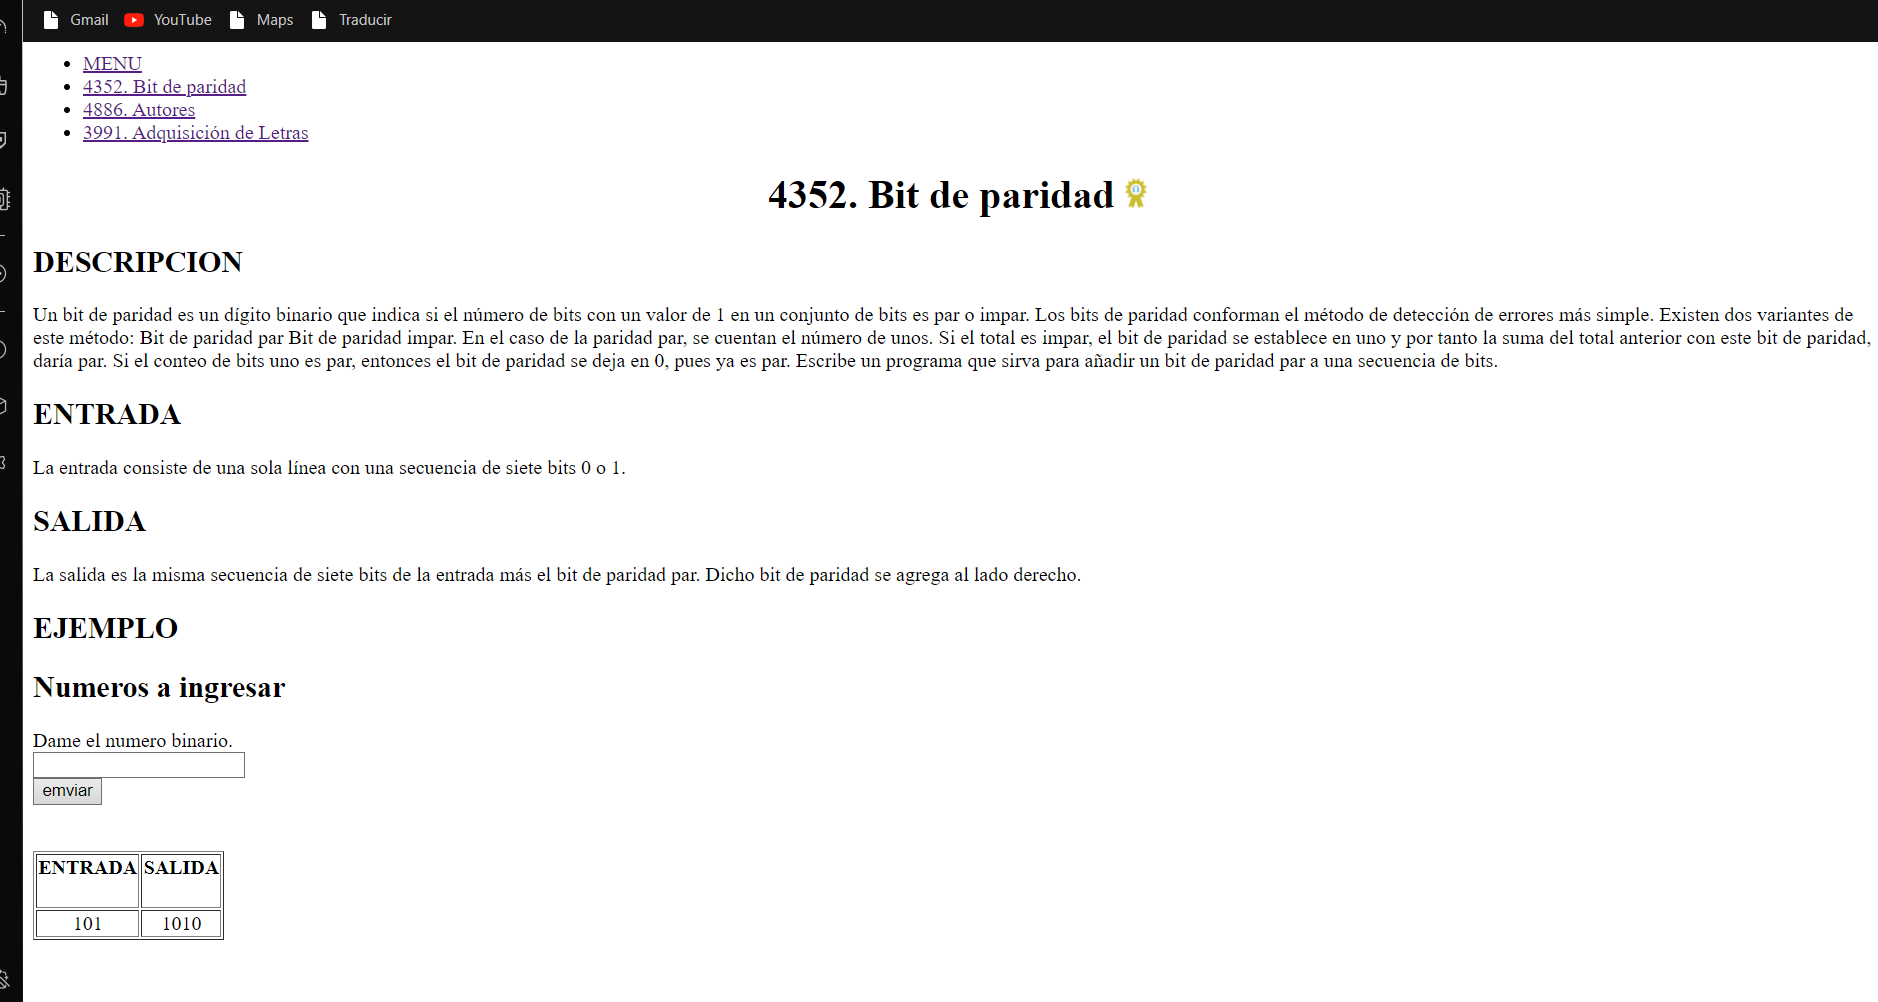 Gmail YouTube Maps Traducir
MENU
4352. Bit de paridad
4886. Autores
3991. Adquisición de Letras
4352. Bit de paridad
DESCRIPCION
Un bit de paridad es un dígito binario que indica si el número de bits con un valor de 1 en un conjunto de bits es par o impar. Los bits de paridad conforman el método de detección de errores más simple. Existen dos variantes de
este método: Bit de paridad par Bit de paridad impar. En el caso de la paridad par, se cuentan el número de unos. Si el total es impar, el bit de paridad se establece en uno y por tanto la suma del total anterior con este bit de paridad,
daría par. Si el conteo de bits uno es par, entonces el bit de paridad se deja en 0, pues ya es par. Escribe un programa que sirva para añadir un bit de paridad par a una secuencia de bits.
ENTRADA
La entrada consiste de una sola línea con una secuencia de siete bits 0 o 1.
SALIDA
La salida es la misma secuencia de siete bits de la entrada más el bit de paridad par. Dicho bit de paridad se agrega al lado derecho.
EJEMPLO
Numeros a ingresar
Dame el numero binario.
emviar
ENTRADA SALIDA
101 1010